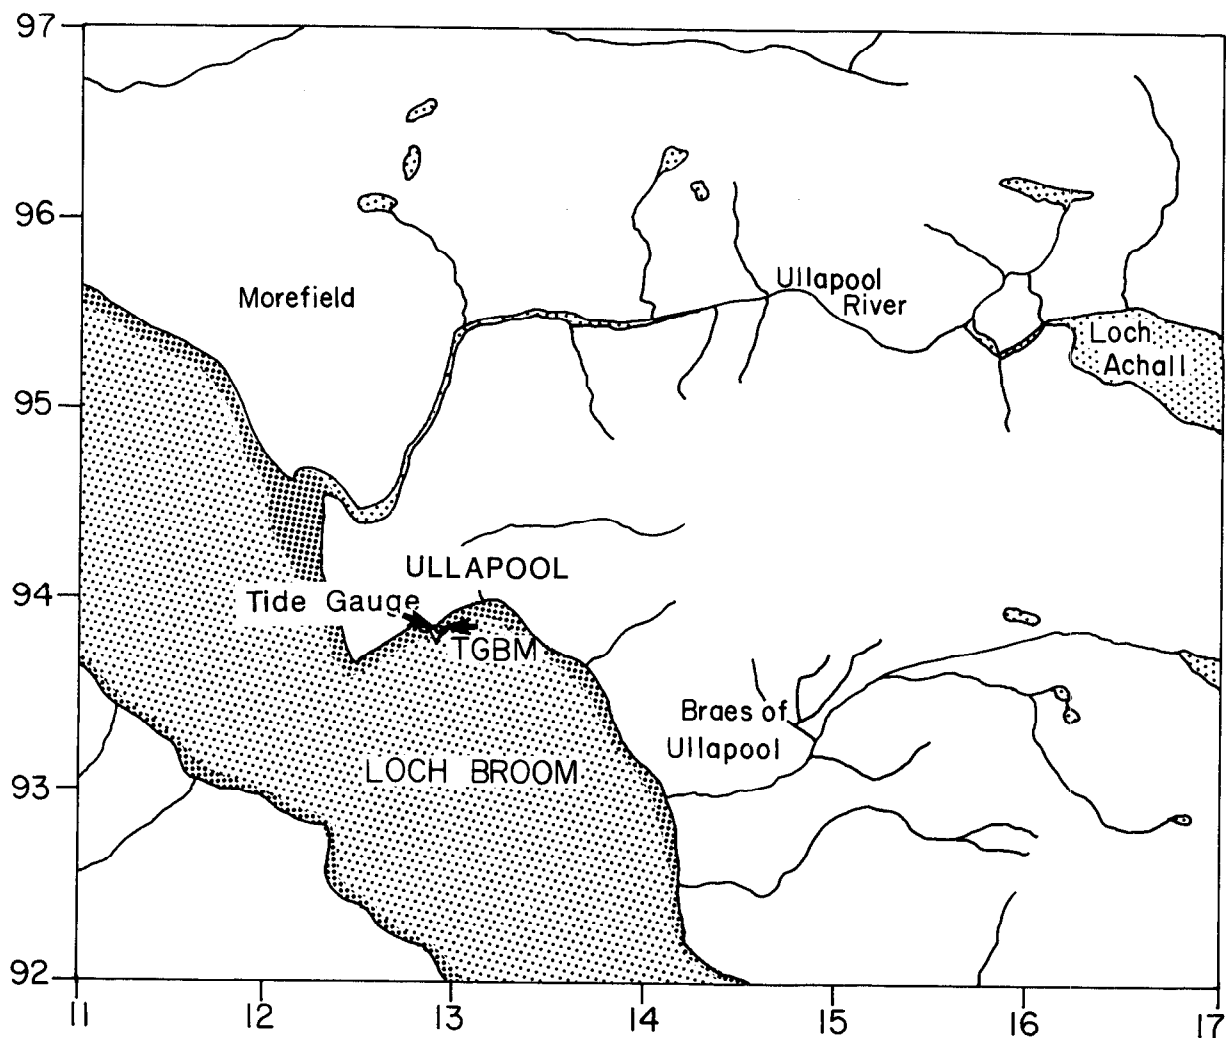 97
96
Ullapool
River
Morefield
Loch
Achall
95
ULLAPOOL
94
Tide Gauge
TGBM
Braes of
Ullapool
LOCH BROOM
93
92
11
12
13
14
15
16
17